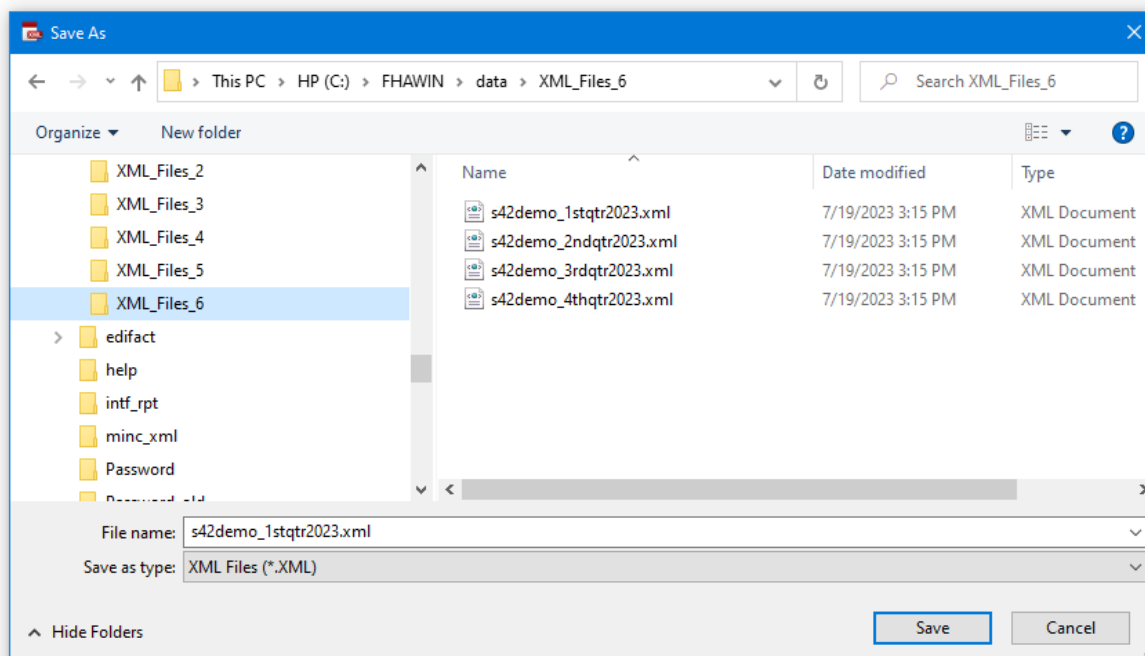 Save As
This PC > HP (C:) > FHAWIN > data > XML_Files_6
Search XML_Files_6
Organize
New folder
XML_Files_2
XML_Files_3
XML_Files_4
XML_Files_5
XML_Files_6
edifact
help
intf_rpt
minc_xml
Password
Name Date modified Type
s42demo_1stqtr2023.xml 7/19/2023 3:15 PM XML Document
s42demo_2ndqtr2023.xml 7/19/2023 3:15 PM XML Document
s42demo_3rdqtr2023.xml 7/19/2023 3:15 PM XML Document
s42demo_4thqtr2023.xml 7/19/2023 3:15 PM XML Document
File name: s42demo_1stqtr2023.xml
Save as type: XML Files (*.XML)
Hide Folders
Save
Cancel